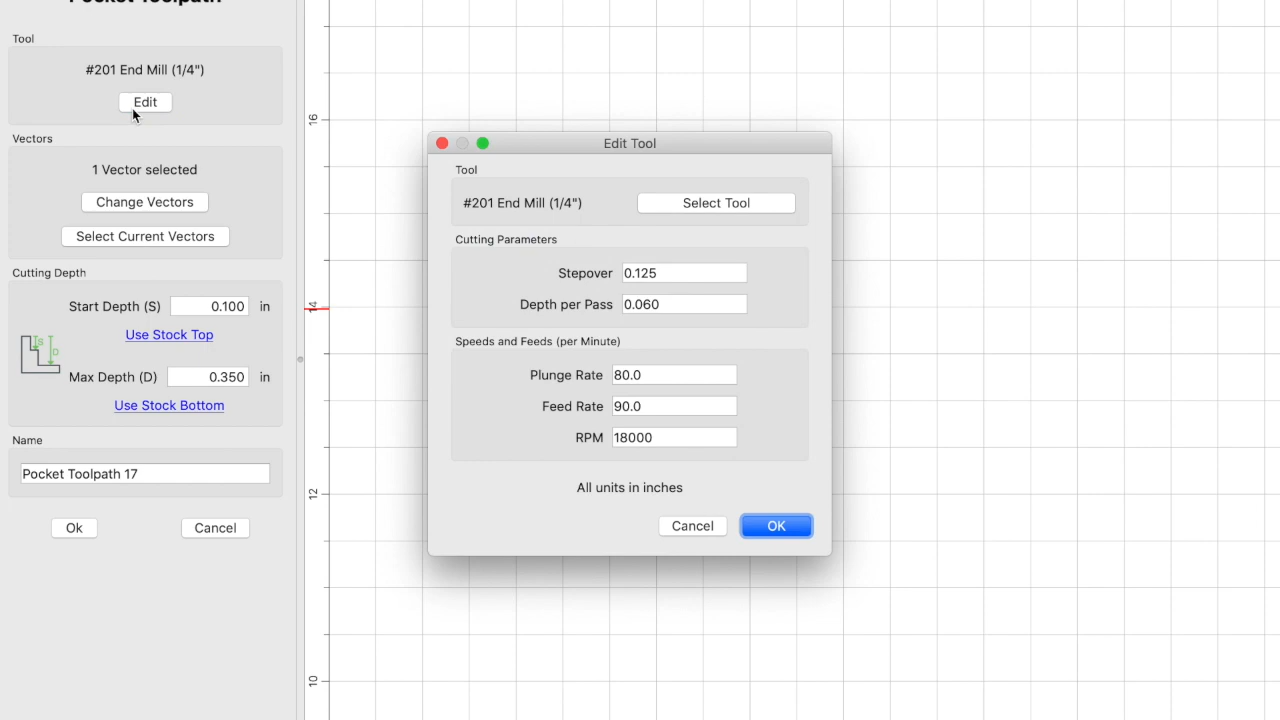 Pocket Toolpath
Tool
#201 End Mill (1/4")
Edit
Vectors
1 Vector selected
Change Vectors
Select Current Vectors
Cutting Depth
Start Depth (S) 0.100 in
Use Stock Top
S
D
Max Depth (D) 0.350 in
Use Stock Bottom
Name
Pocket Toolpath 17
Ok Cancel
16
14
12
10
Edit Tool
Tool
#201 End Mill (1/4") Select Tool
Cutting Parameters
Stepover 0.125
Depth per Pass 0.060
Speeds and Feeds (per Minute)
Plunge Rate 80.0
Feed Rate 90.0
RPM 18000
All units in inches
Cancel OK